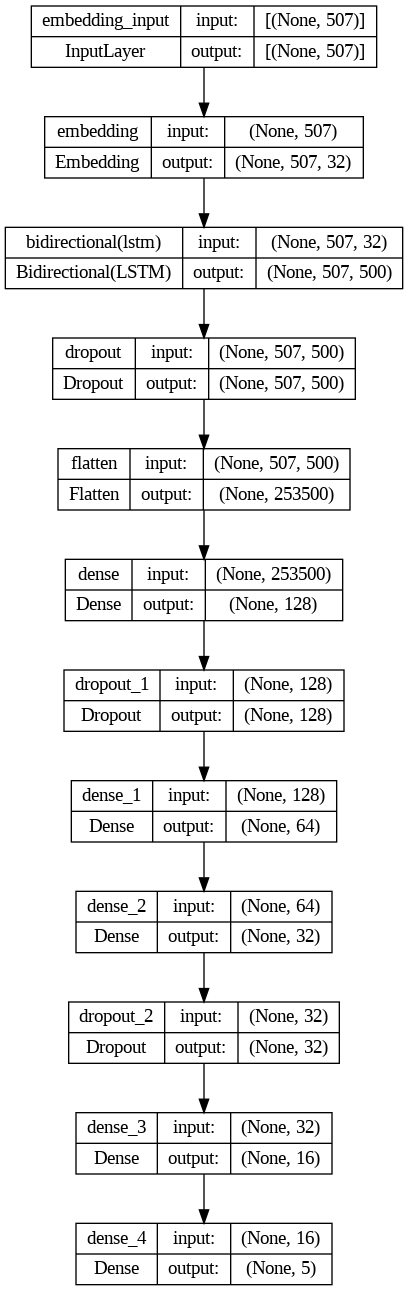 embedding_input input: [(None, 507)]
InputLayer output: [(None, 507)]
embedding input: (None, 507)
Embedding output: (None, 507, 32)
bidirectional(lstm) input: (None, 507, 32)
Bidirectional(LSTM) output: (None, 507, 500)
dropout input: (None, 507, 500)
Dropout output: (None, 507, 500)
flatten input: (None, 507, 500)
Flatten output: (None, 253500)
dense input: (None, 253500)
Dense output: (None, 128)
dropout_1 input: (None, 128)
Dropout output: (None, 128)
dense_1 input: (None, 128)
Dense output: (None, 64)
dense_2 input: (None, 64)
Dense output: (None, 32)
dropout_2 input: (None, 32)
Dropout output: (None, 32)
dense_3 input: (None, 32)
Dense output: (None, 16)
dense_4 input: (None, 16)
Dense output: (None, 5)